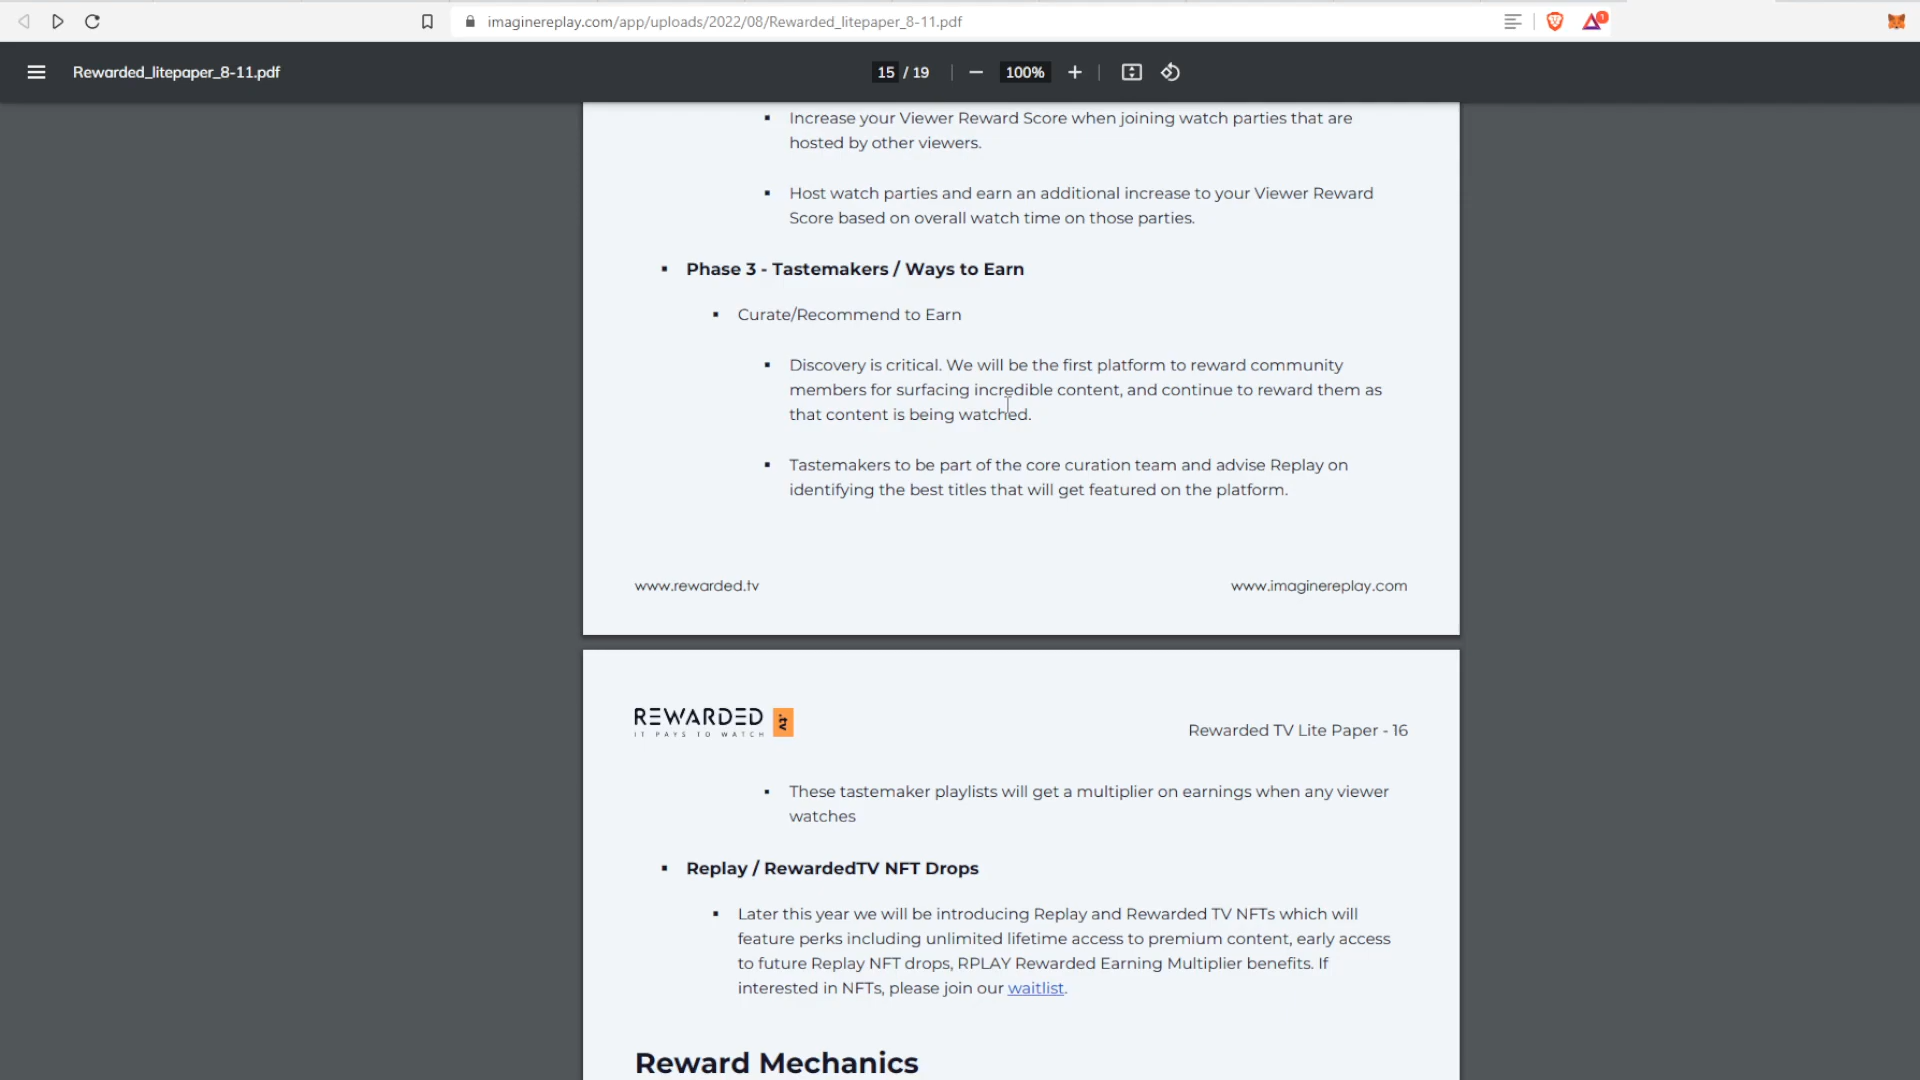 imaginereplay.com/app/uploads/2022/08/Rewarded_litepaper_8-11.pdf
1
Rewarded_litepaper_8-11.pdf
15 / 19
100%
Increase your Viewer Reward Score when joining watch parties that are
hosted by other viewers.
Host watch parties and earn an additional increase to your Viewer Reward
Score based on overall watch time on those parties.
Phase 3 - Tastemakers / Ways to Earn
Curate/Recommend to Earn
Discovery is critical. We will be the first platform to reward community
members for surfacing incredible content, and continue to reward them as
that content is being watched.
Tastemakers to be part of the core curation team and advise Replay on
identifying the best titles that will get featured on the platform.
www.rewarded.tv
www.imaginereplay.com
REWARDED .tv
IT PAYS TO WATCH
Rewarded TV Lite Paper - 16
These tastemaker playlists will get a multiplier on earnings when any viewer
watches
Replay / RewardedTV NFT Drops
Later this year we will be introducing Replay and Rewarded TV NFTs which will
feature perks including unlimited lifetime access to premium content, early access
to future Replay NFT drops, RPLAY Rewarded Earning Multiplier benefits. If
interested in NFTs, please join our waitlist.
Reward Mechanics